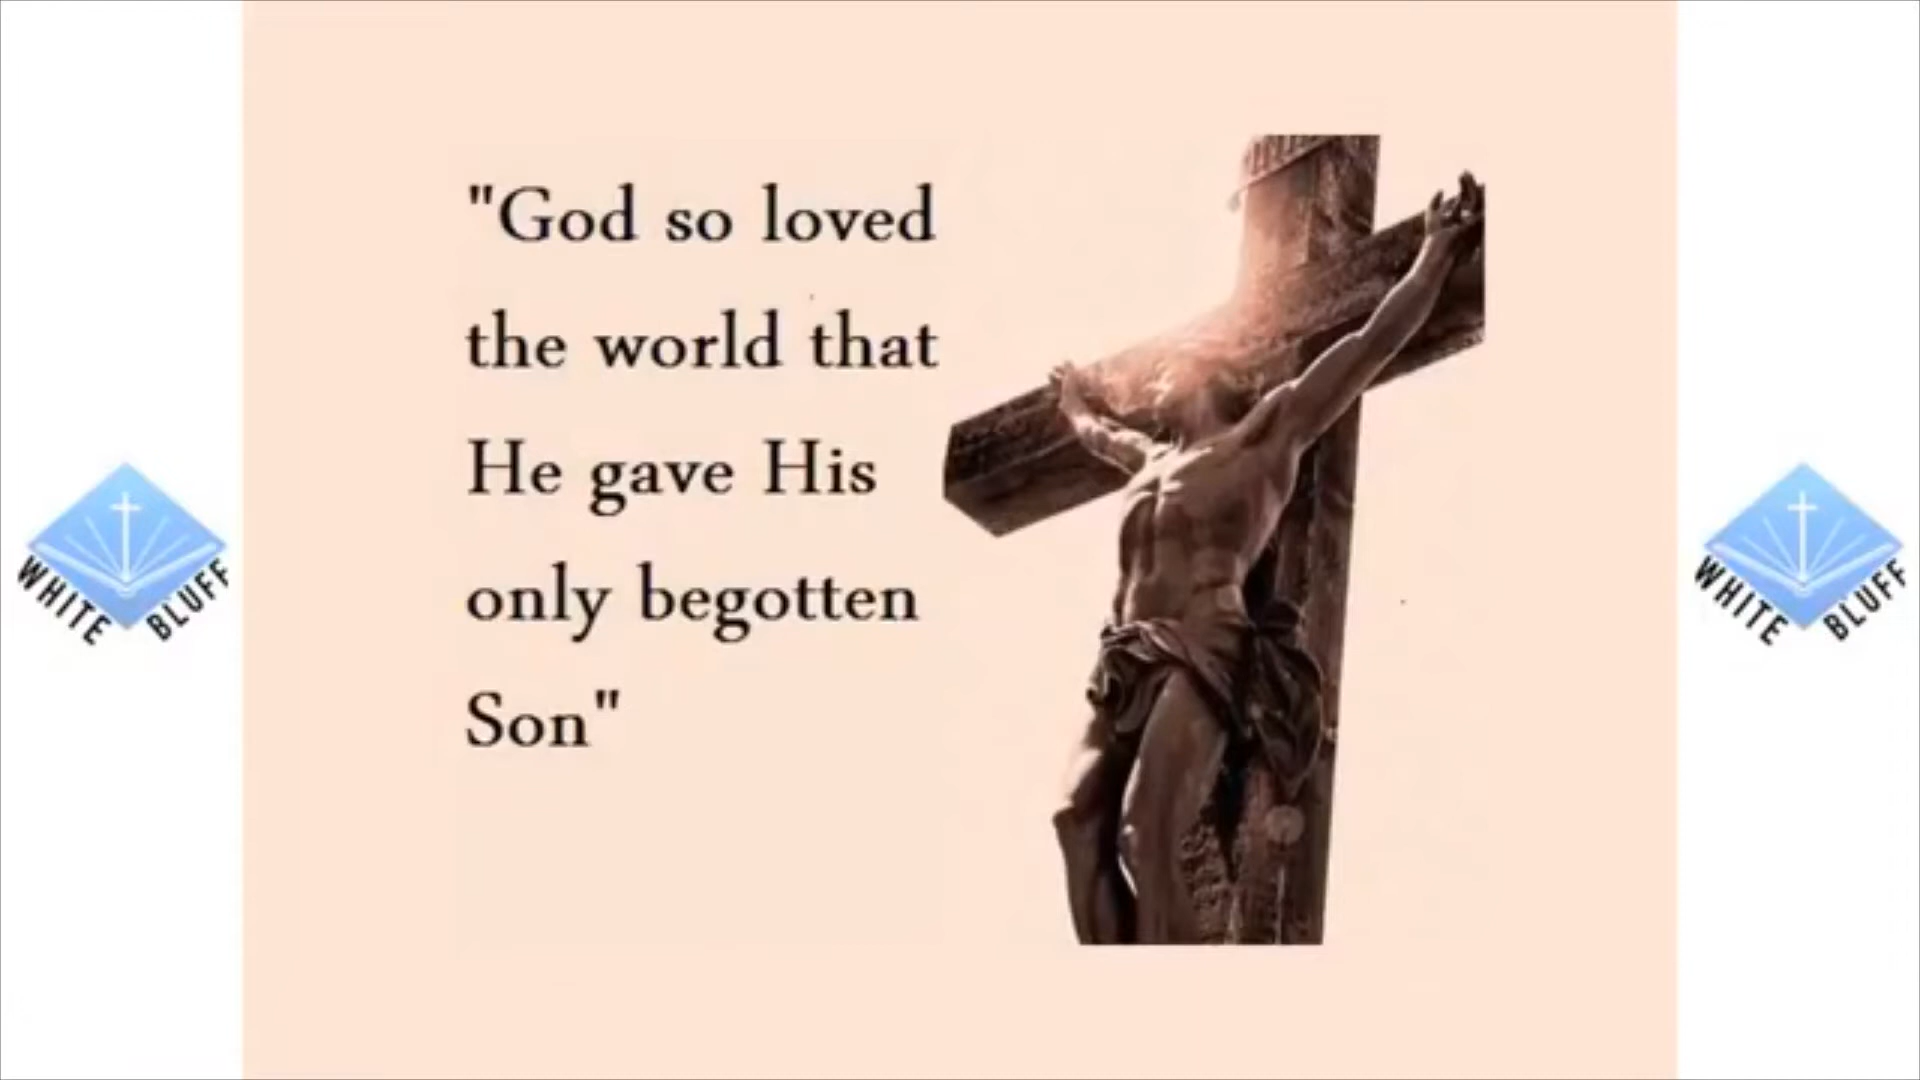 "God so loved
the world that
He gave His
only begotten
Son"
WHITE BLUFF
WHITE BLUFF